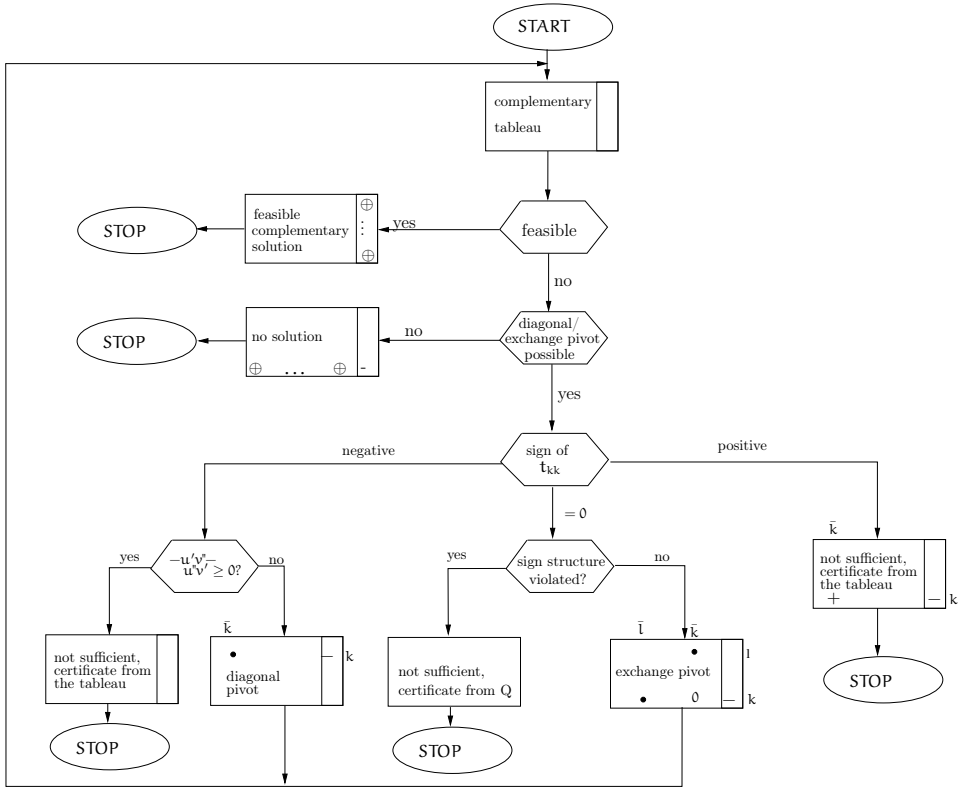 START
complementary
tableau
feasible
yes
feasible
complementary
solution
⊕
⋮
⊕
STOP
no
diagonal/
exchange pivot
possible
no
no solution
⊕ … ⊕ -
STOP
yes
sign of
t_kk
negative
= 0
positive
−u'v"−
u"v' ≥ 0?
yes
no
sign structure
violated?
yes
no
k̄
not sufficient,
certificate from
the tableau
+ − k
STOP
not sufficient,
certificate from
the tableau
STOP
k̄
• − k
diagonal
pivot
not sufficient,
certificate from Q
STOP
l̄ k̄
• l
exchange pivot
• 0 − k